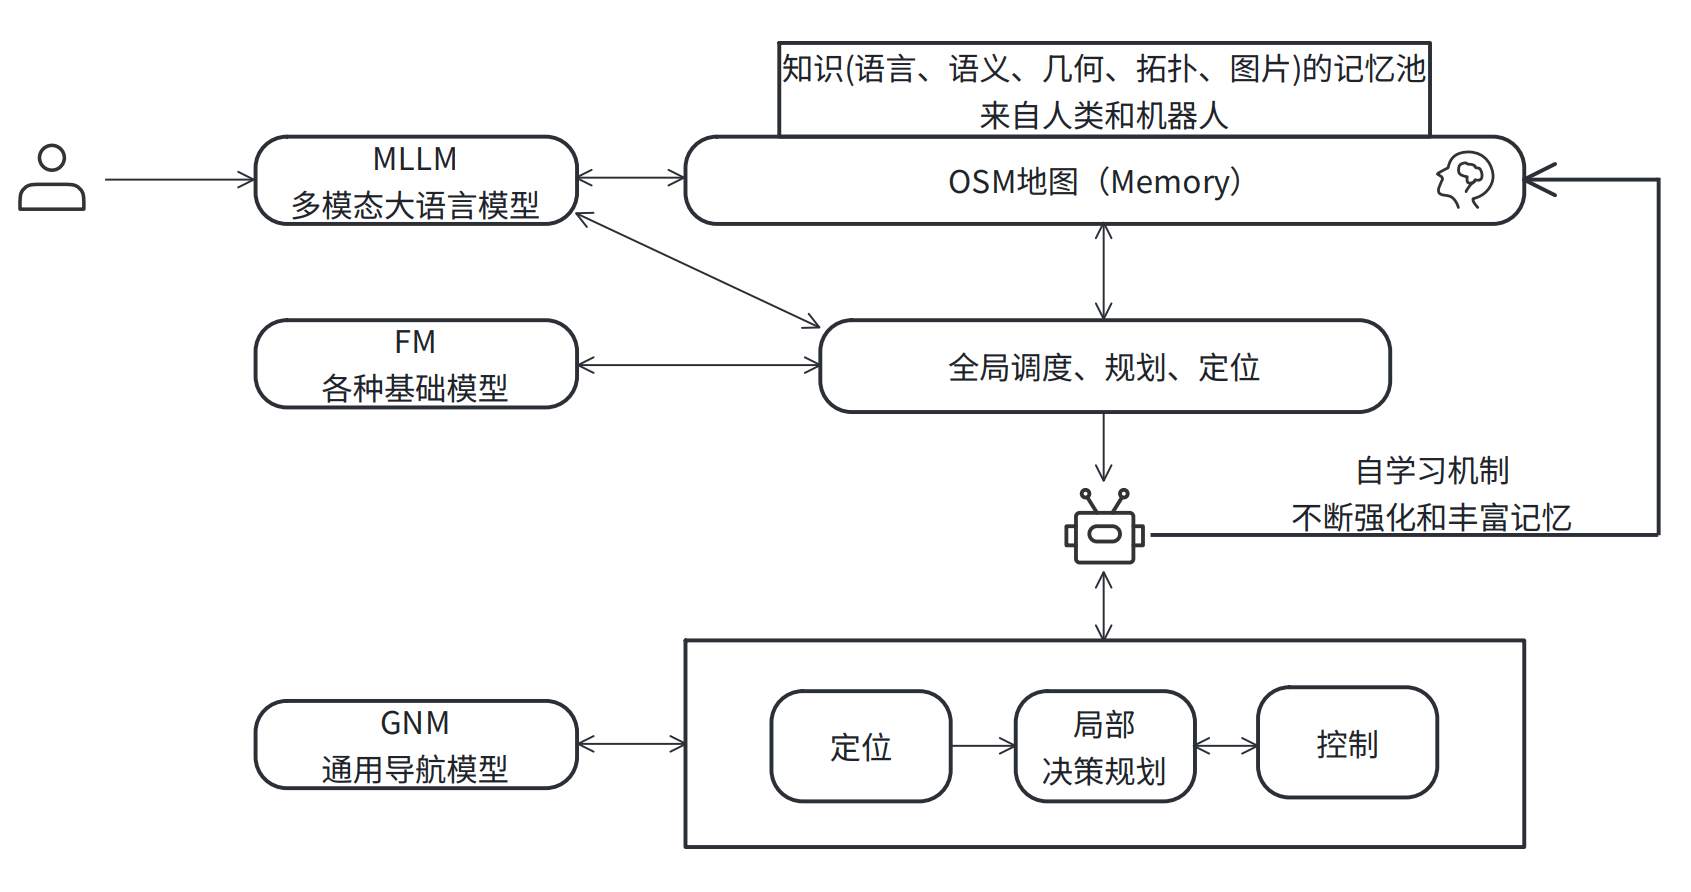 知识(语言、语义、几何、拓扑、图片)的记忆池
来自人类和机器人
MLLM
多模态大语言模型
OSM地图（Memory）
FM
各种基础模型
全局调度、规划、定位
自学习机制
不断强化和丰富记忆
GNM
通用导航模型
定位
局部
决策规划
控制